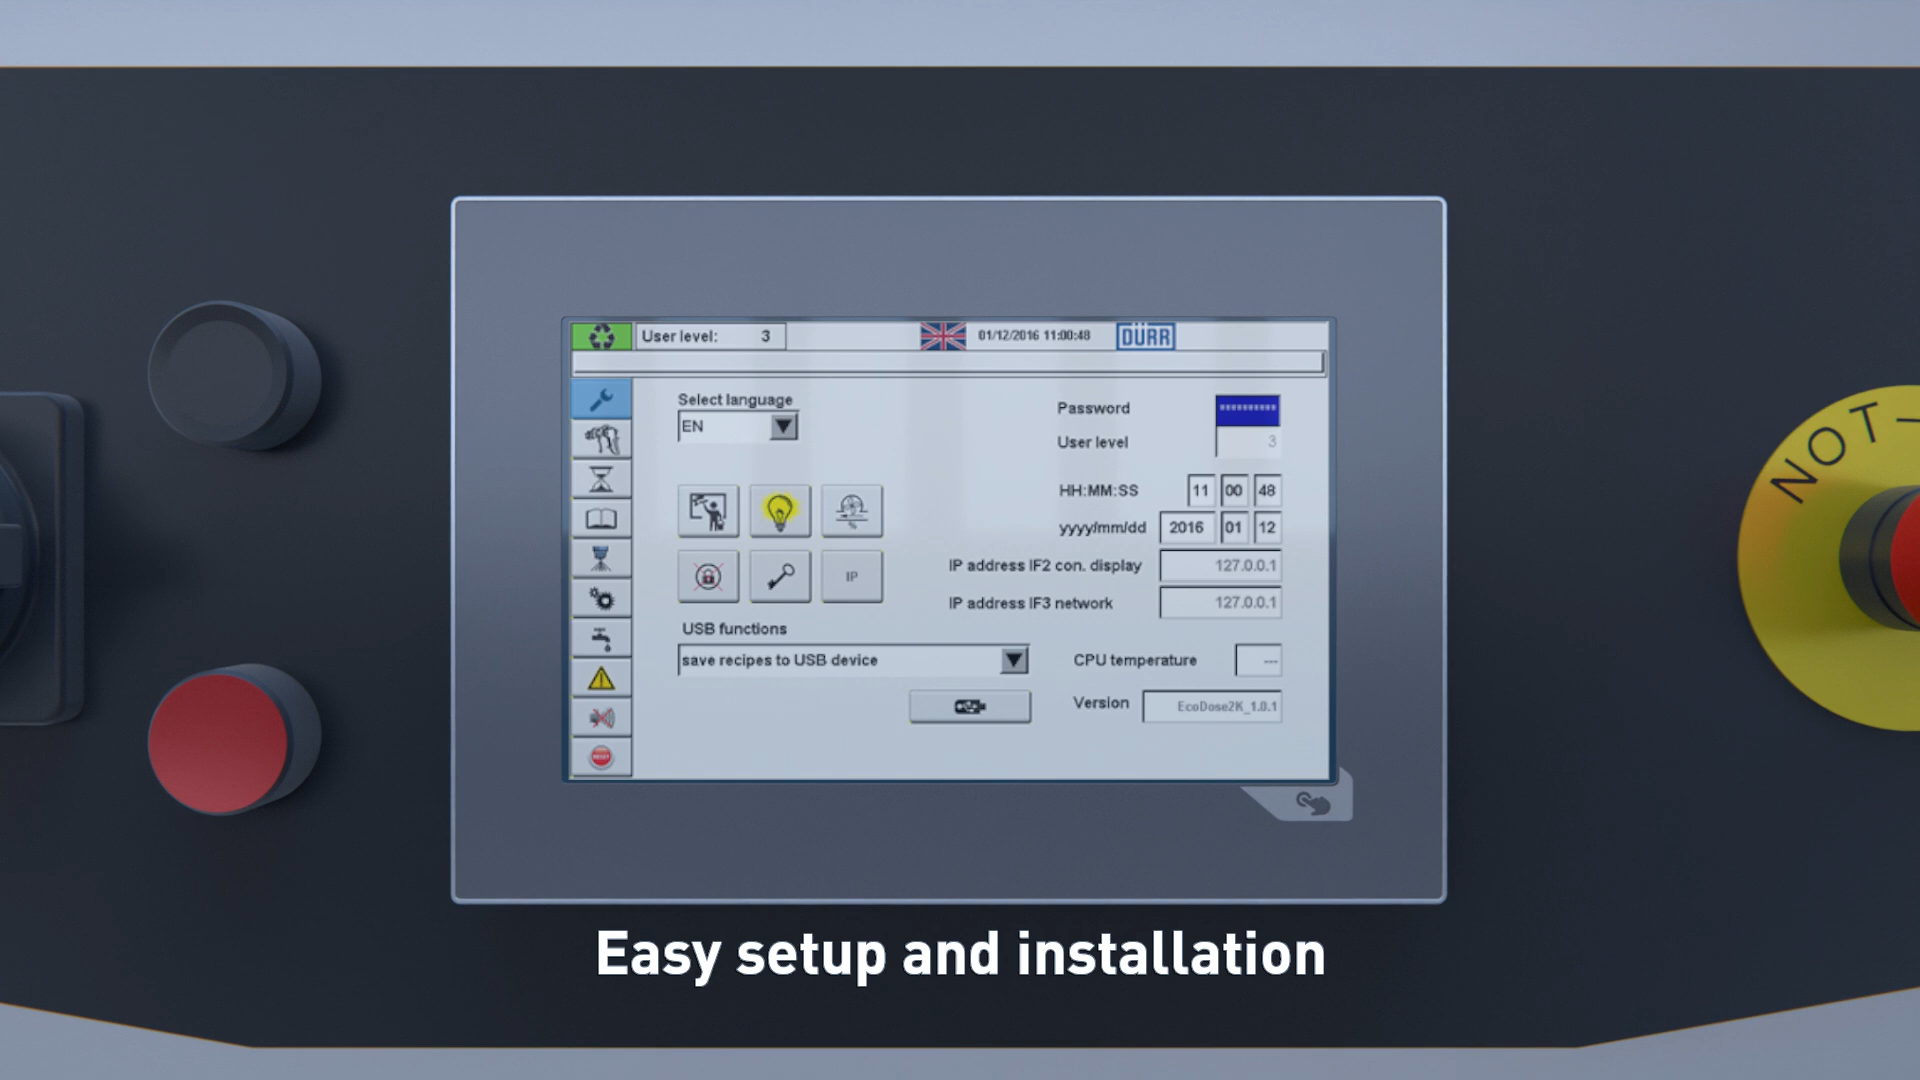 User level: 3
01/12/2016 11:00:48
DÜRR
Select language
EN
Password
**********
User level
3
HH:MM:SS 11 00 48
yyyy/mm/dd 2016 01 12
%
IP
IP address IF2 con. display 127.0.0.1
IP address IF3 network 127.0.0.1
USB functions
save recipes to USB device
CPU temperature ---
Version EcoDose2K_1.0.1
RESET
NOT-
Easy setup and installation